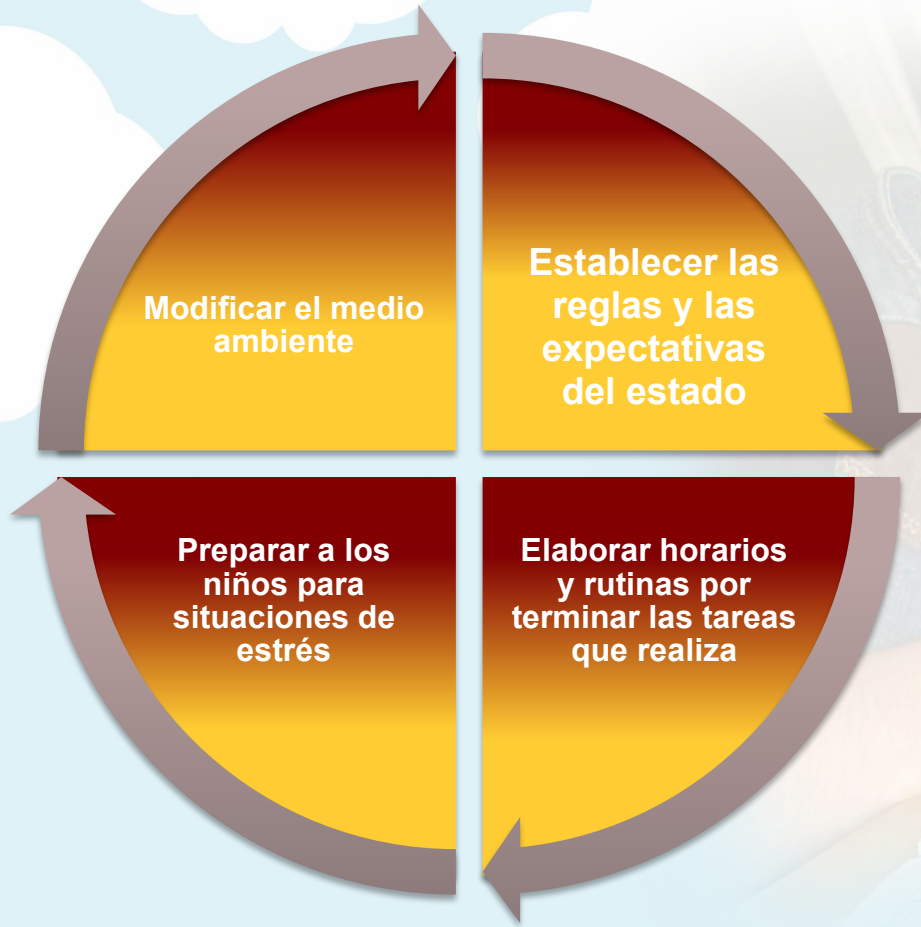 Modificar el medio
ambiente
Establecer las
reglas y las
expectativas
del estado
Preparar a los
niños para
situaciones de
estrés
Elaborar horarios
y rutinas por
terminar las tareas
que realiza